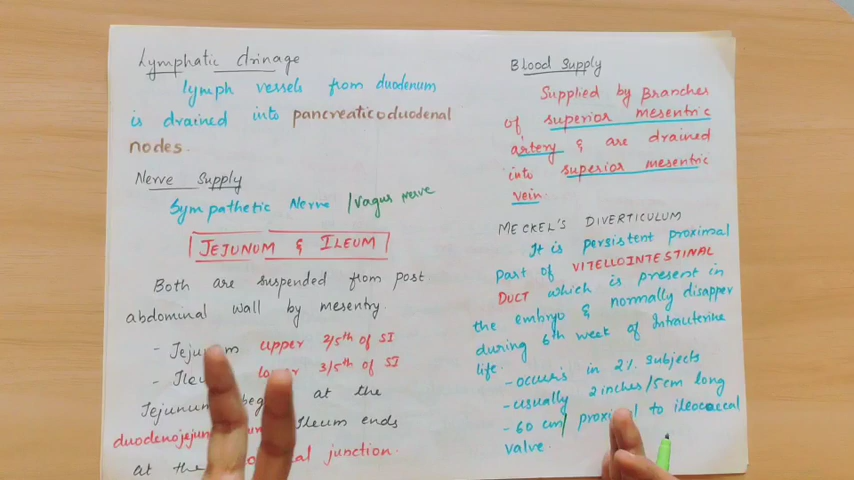 Lymphatic drinage
lymph vessels from duodenum
is drained into pancreaticoduodenal
nodes.
Nerve Supply
Sympathetic Nerve / Vagus nerve
JEJUNUM & ILEUM
Both are suspended from post
abdominal wall by mesentry.
- Jejunum upper 2/5th of SI
- 3/5th of SI
Jejunum at the
Ileum ends
at the junction.
Blood Supply
Supplied by Branches
of superior mesentric
artery & are drained
into superior mesentric
vein.
MECKEL'S DIVERTICULUM
It is persistent proximal
part of VITELLOINTESTINAL
DUCT which is present in
the embryo & normally disapper
during 6th week of Intrauterine
life.
- occurs in 2% subjects
- usually 2 inches/5cm long
- 60 cm proximal to ileocaecal
valve.